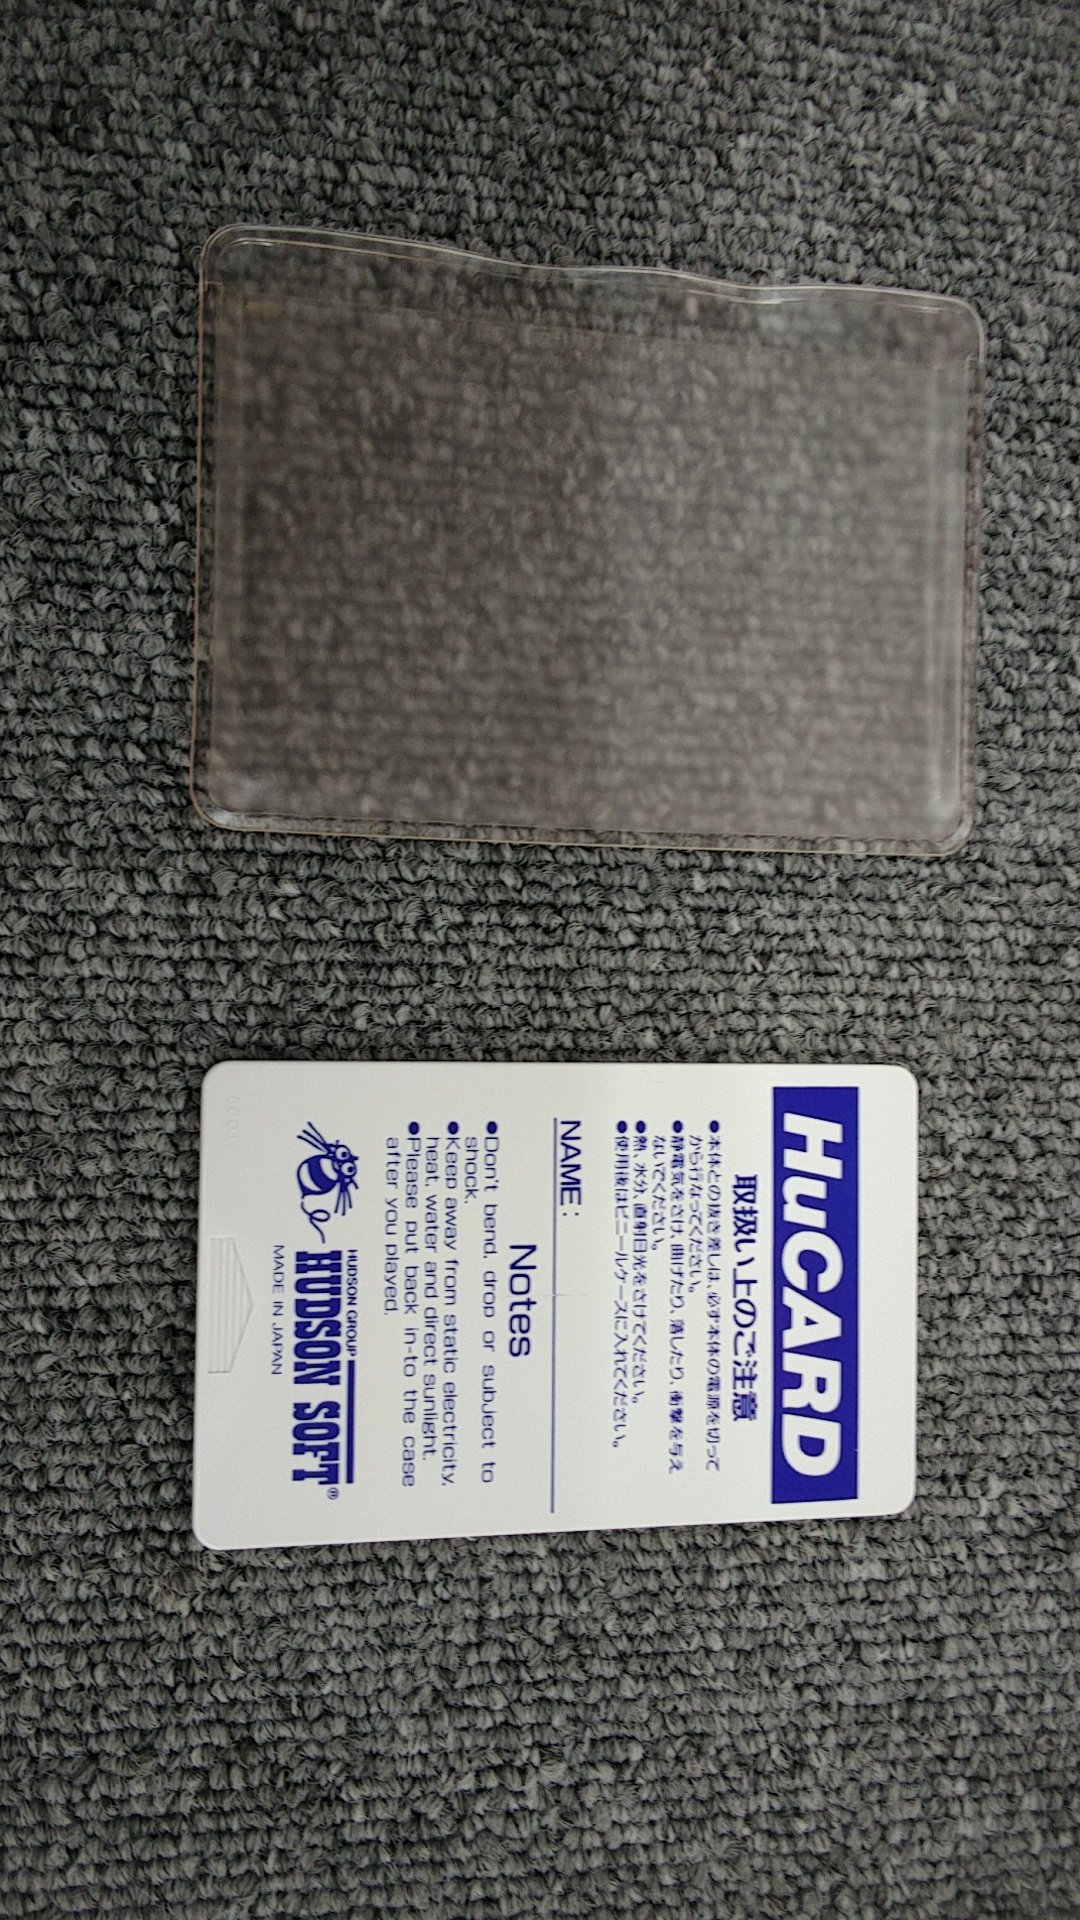 HuCARD
取扱い上のご注意
●本体との抜き差しは、必ず本体の電源を切って
から行なってください。
●静電気をさけ、曲げたり、落したり、衝撃を与え
ないでください。
●熱、水分、直射日光をさけてください。
●使用後はビニールケースに入れてください。
NAME:
Notes
●Don't bend, drop or subject to
shock.
●Keep away from static electricity,
heat, water and direct sunlight.
●Please put back in-to the case
after you played.
HUDSON GROUP
HUDSON SOFT®
MADE IN JAPAN